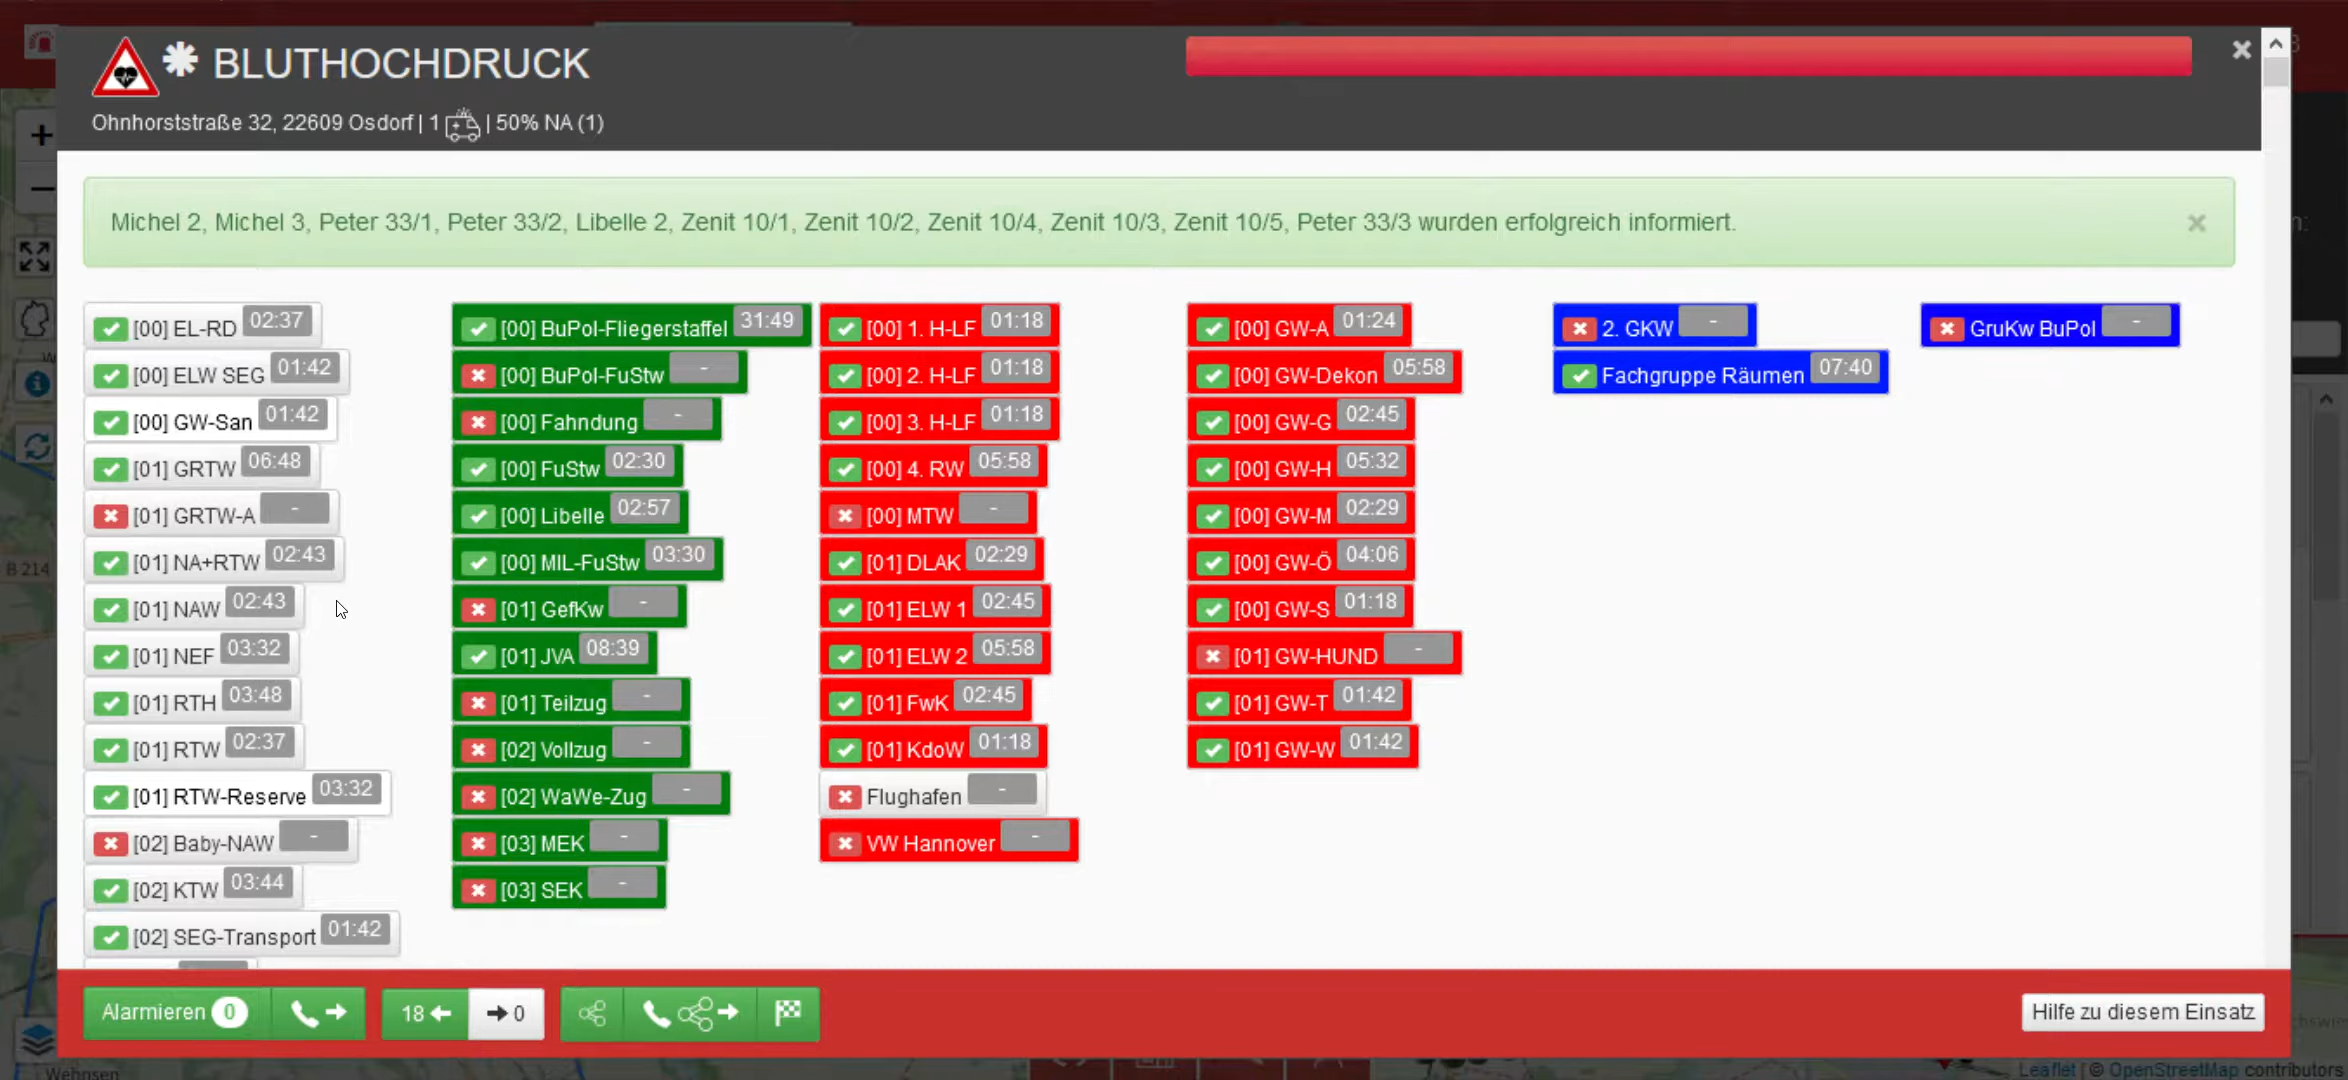 BLUTHOCHDRUCK
Ohnhorststraße 32, 22609 Osdorf | 1 | 50% NA (1)
Michel 2, Michel 3, Peter 33/1, Peter 33/2, Libelle 2, Zenit 10/1, Zenit 10/2, Zenit 10/4, Zenit 10/3, Zenit 10/5, Peter 33/3 wurden erfolgreich informiert.
[00] EL-RD 02:37
[00] ELW SEG 01:42
[00] GW-San 01:42
[01] GRTW 06:48
[01] GRTW-A -
[01] NA+RTW 02:43
[01] NAW 02:43
[01] NEF 03:32
[01] RTH 03:48
[01] RTW 02:37
[01] RTW-Reserve 03:32
[02] Baby-NAW -
[02] KTW 03:44
[02] SEG-Transport 01:42
[00] BuPol-Fliegerstaffel 31:49
[00] BuPol-FuStw -
[00] Fahndung -
[00] FuStw 02:30
[00] Libelle 02:57
[00] MIL-FuStw 03:30
[01] GefKw -
[01] JVA 08:39
[01] Teilzug -
[02] Vollzug -
[02] WaWe-Zug -
[03] MEK -
[03] SEK -
[00] 1. H-LF 01:18
[00] 2. H-LF 01:18
[00] 3. H-LF 01:18
[00] 4. RW 05:58
[00] MTW -
[01] DLAK 02:29
[01] ELW 1 02:45
[01] ELW 2 05:58
[01] FwK 02:45
[01] KdoW 01:18
Flughafen -
VW Hannover -
[00] GW-A 01:24
[00] GW-Dekon 05:58
[00] GW-G 02:45
[00] GW-H 05:32
[00] GW-M 02:29
[00] GW-Ö 04:06
[00] GW-S 01:18
[01] GW-HUND -
[01] GW-T 01:42
[01] GW-W 01:42
2. GKW -
Fachgruppe Räumen 07:40
GruKw BuPol -
B 214
Alarmieren 0
18
0
Hilfe zu diesem Einsatz
Wehnsen
Leaflet | © OpenStreetMap contributors